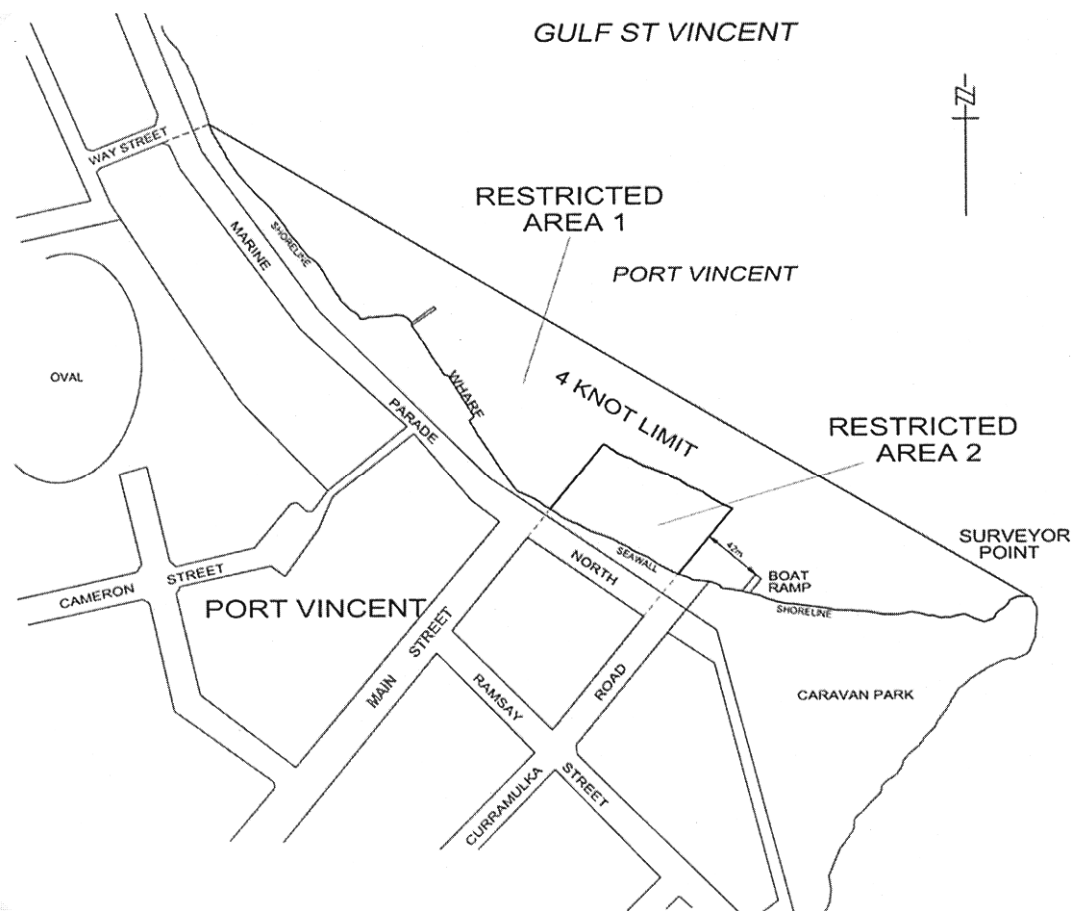 GULF ST VINCENT
N
WAY STREET
RESTRICTED
AREA 1
MARINE
SHORELINE
PORT VINCENT
OVAL
WHARF
4 KNOT LIMIT
PARADE
RESTRICTED
AREA 2
SURVEYOR
POINT
SEAWALL
42m
BOAT
RAMP
NORTH
SHORELINE
CAMERON STREET
PORT VINCENT
MAIN STREET
RAMSAY STREET
CURRAMULKA ROAD
CARAVAN PARK